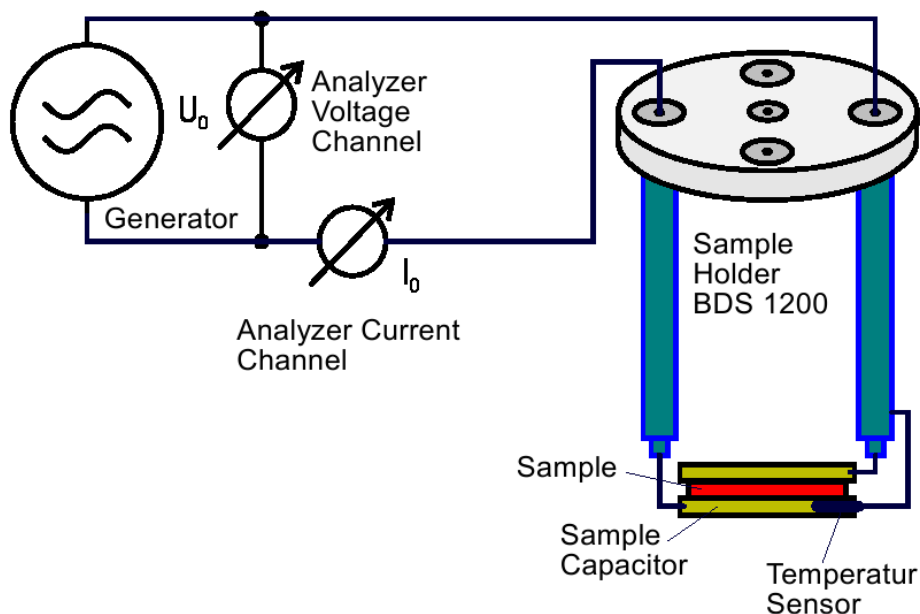 U₀
Analyzer
Voltage
Channel
Generator
I₀
Analyzer Current
Channel
Sample
Holder
BDS 1200
Sample
Sample
Capacitor
Temperatur
Sensor